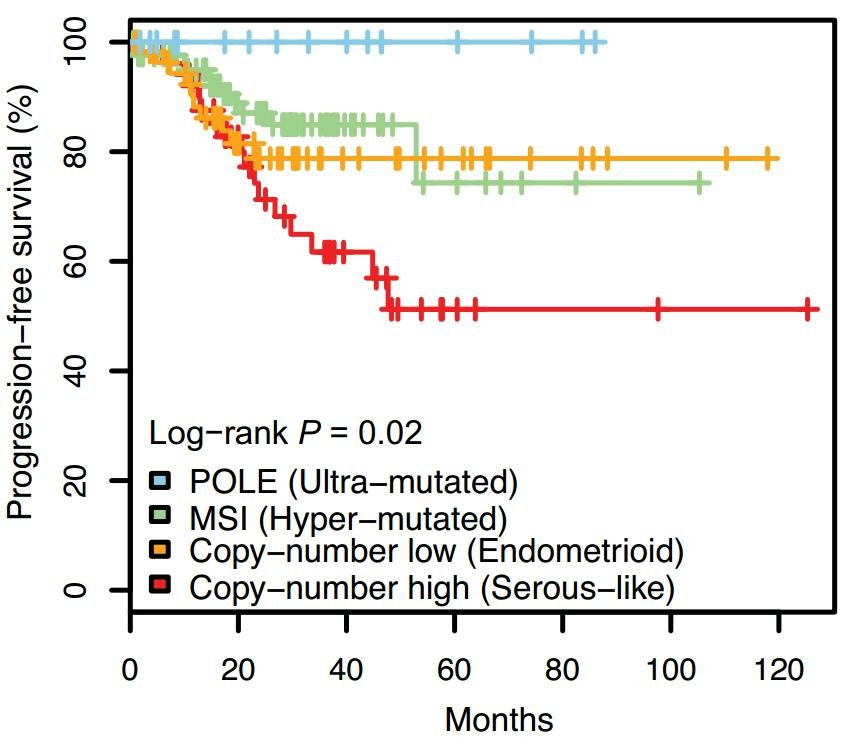 Progression−free survival (%)
100
80
60
40
20
0
Log−rank P = 0.02
POLE (Ultra−mutated)
MSI (Hyper−mutated)
Copy−number low (Endometrioid)
Copy−number high (Serous−like)
0 20 40 60 80 100 120
Months